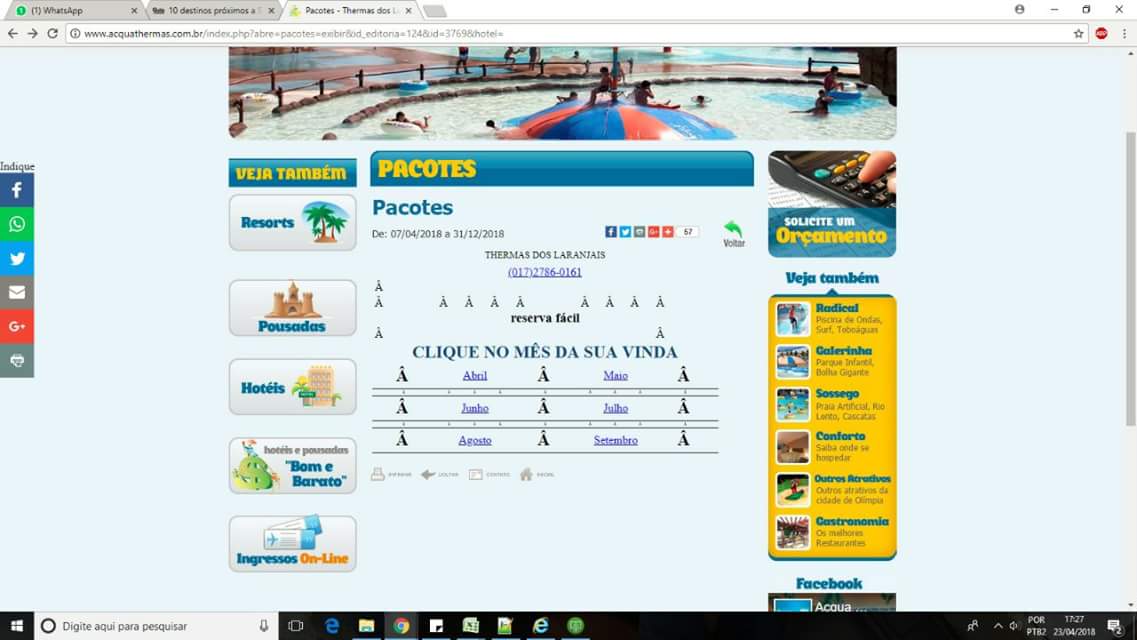 (1) WhatsApp
10 destinos próximos a S
Pacotes - Thermas dos La
www.acquathermas.com.br/index.php?abre=pacotes=exibir&id_editoria=124&id=3769&hotel=
Indique
VEJA TAMBÉM
Resorts
Pousadas
Hotéis
hotéis e pousadas
"Bom e
Barato"
Ingressos On-Line
PACOTES
Pacotes
De: 07/04/2018 a 31/12/2018
57
Voltar
THERMAS DOS LARANJAIS
(017)2786-0161
Â
Â Â Â Â Â Â Â Â Â
reserva fácil
Â Â
CLIQUE NO MÊS DA SUA VINDA
Â Abril Â Maio Â
Â Junho Â Julho Â
Â Agosto Â Setembro Â
IMPRIMIR VOLTAR CONTATO INICIAL
SOLICITE UM
Orçamento
Veja também
Radical
Piscina de Ondas,
Surf, Toboáguas
Galerinha
Parque Infantil,
Bolha Gigante
Sossego
Praia Artificial, Rio
Lento, Cascatas
Conforto
Saiba onde se
hospedar
Outros Atrativos
Outros atrativos da
cidade de Olímpia
Gastronomia
Os melhores
Restaurantes
Facebook
Acqua ...
Digite aqui para pesquisar
POR
PTB2
17:27
23/04/2018
2